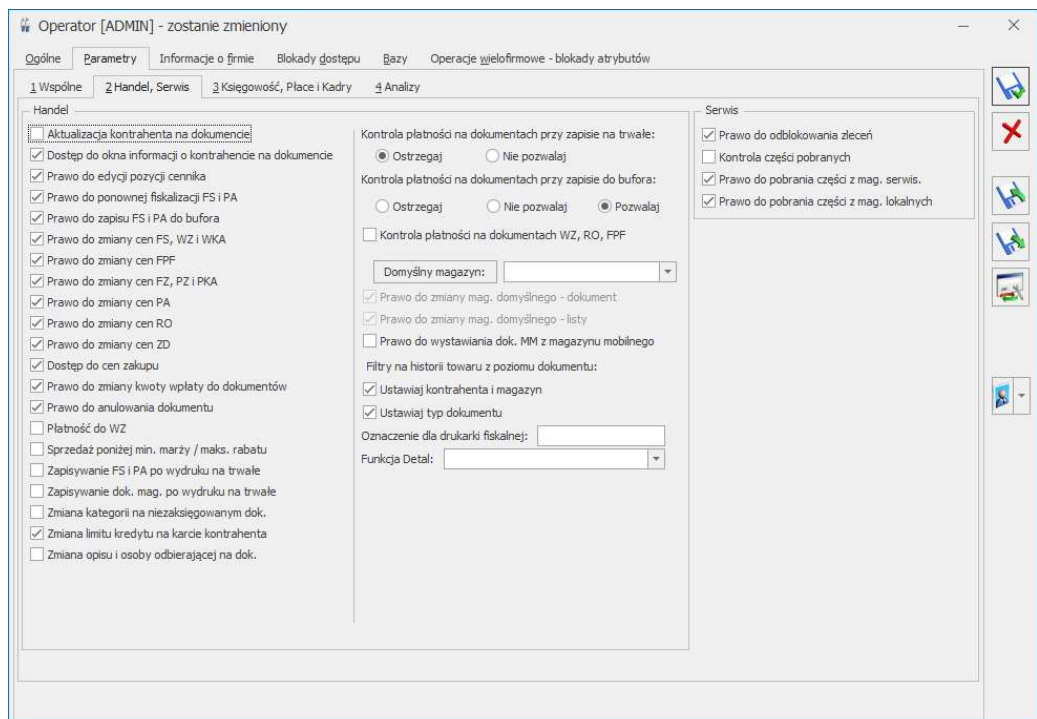 Operator [ADMIN] - zostanie zmieniony
Ogólne Parametry Informacje o firmie Blokady dostępu Bazy Operacje wielofirmowe - blokady atrybutów
1 Wspólne 2 Handel, Serwis 3 Księgowość, Płace i Kadry 4 Analizy
Handel
Aktualizacja kontrahenta na dokumencie
Dostęp do okna informacji o kontrahencie na dokumencie
Prawo do edycji pozycji cennika
Prawo do ponownej fiskalizacji FS i PA
Prawo do zapisu FS i PA do bufora
Prawo do zmiany cen FS, WZ i WKA
Prawo do zmiany cen FPF
Prawo do zmiany cen FZ, PZ i PKA
Prawo do zmiany cen PA
Prawo do zmiany cen RO
Prawo do zmiany cen ZD
Dostęp do cen zakupu
Prawo do zmiany kwoty wpłaty do dokumentów
Prawo do anulowania dokumentu
Płatność do WZ
Sprzedaż poniżej min. marży / maks. rabatu
Zapisywanie FS i PA po wydruku na trwałe
Zapisywanie dok. mag. po wydruku na trwałe
Zmiana kategorii na niezaksięgowanym dok.
Zmiana limitu kredytu na karcie kontrahenta
Zmiana opisu i osoby odbierającej na dok.
Kontrola płatności na dokumentach przy zapisie na trwałe:
Ostrzegaj Nie pozwalaj
Kontrola płatności na dokumentach przy zapisie do bufora:
Ostrzegaj Nie pozwalaj Pozwalaj
Kontrola płatności na dokumentach WZ, RO, FPF
Domyślny magazyn:
Prawo do zmiany mag. domyślnego - dokument
Prawo do zmiany mag. domyślnego - listy
Prawo do wystawiania dok. MM z magazynu mobilnego
Filtry na historii towaru z poziomu dokumentu:
Ustawiaj kontrahenta i magazyn
Ustawiaj typ dokumentu
Oznaczenie dla drukarki fiskalnej:
Funkcja Detal:
Serwis
Prawo do odblokowania zleceń
Kontrola części pobranych
Prawo do pobrania części z mag. serwis.
Prawo do pobrania części z mag. lokalnych